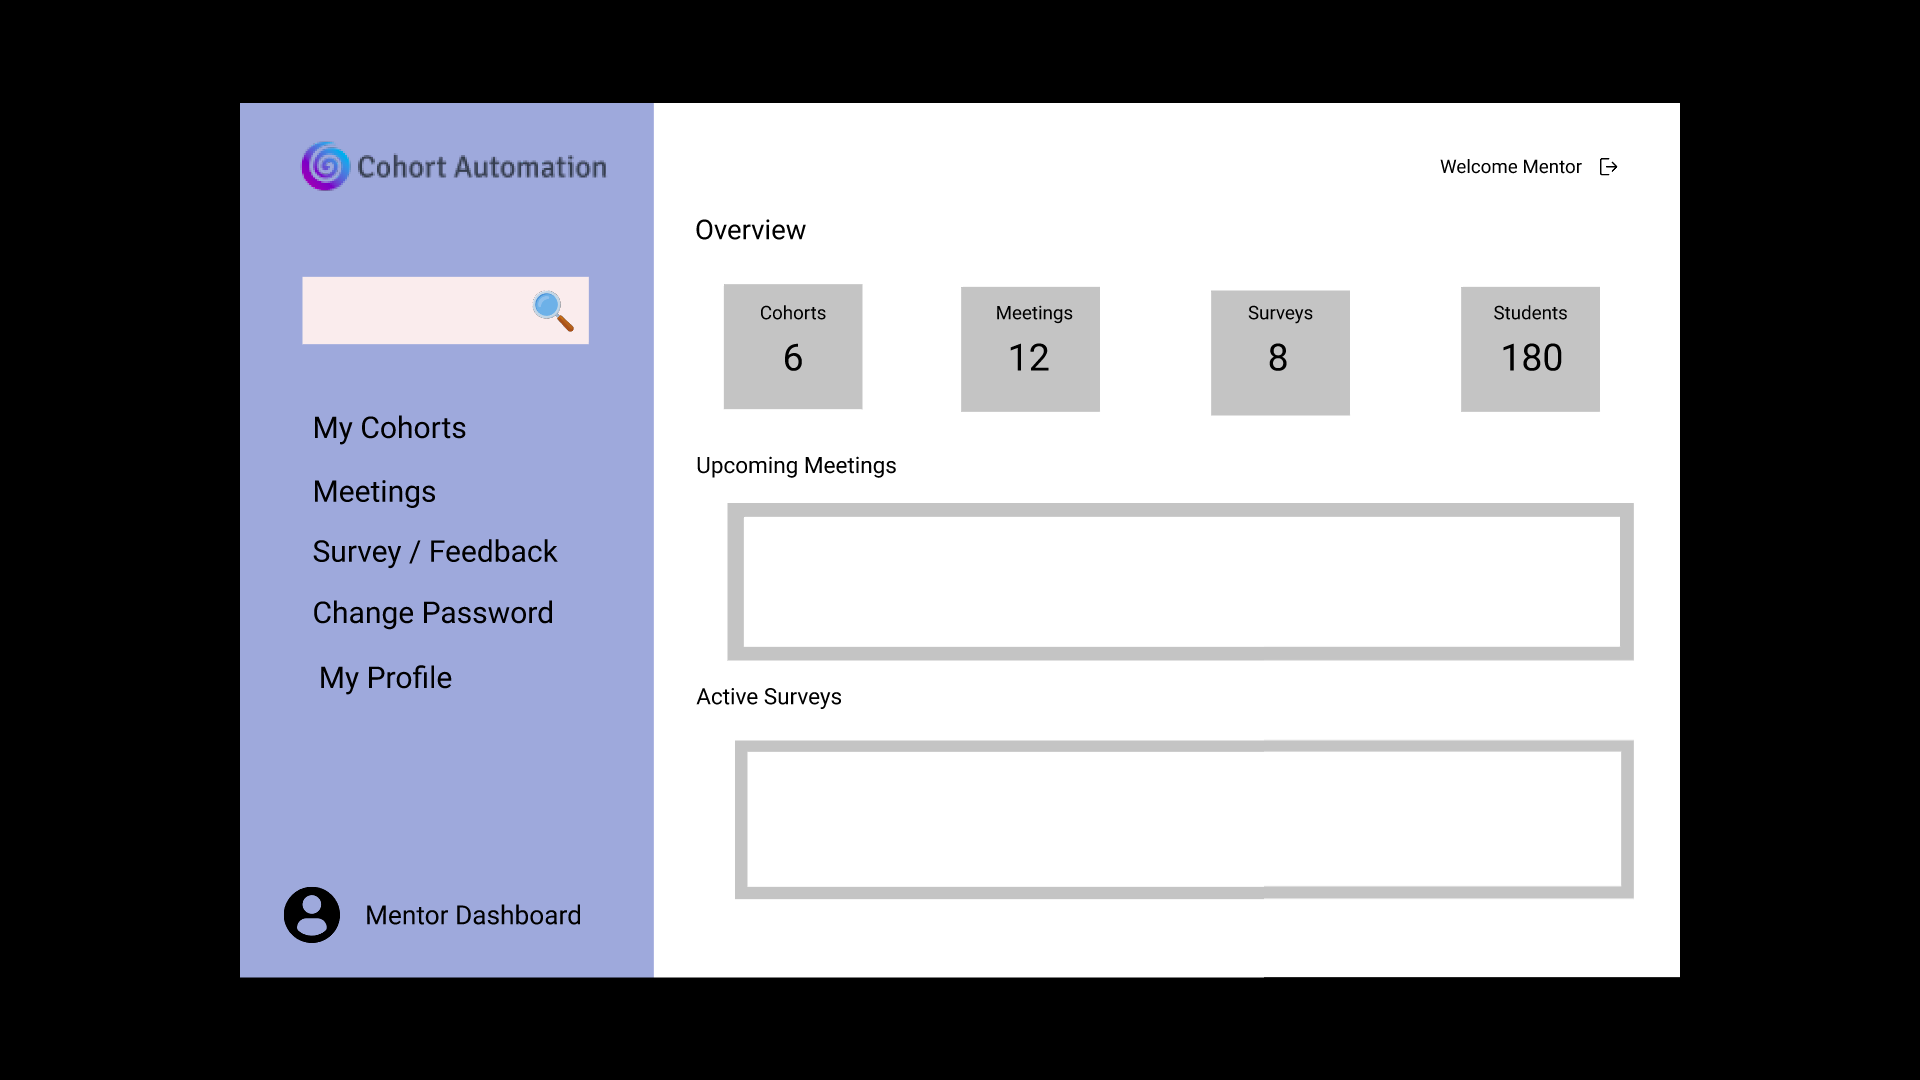 Cohort Automation
My Cohorts
Meetings
Survey / Feedback
Change Password
My Profile
Mentor Dashboard
Welcome Mentor
Overview
Cohorts
6
Meetings
12
Surveys
8
Students
180
Upcoming Meetings
Active Surveys